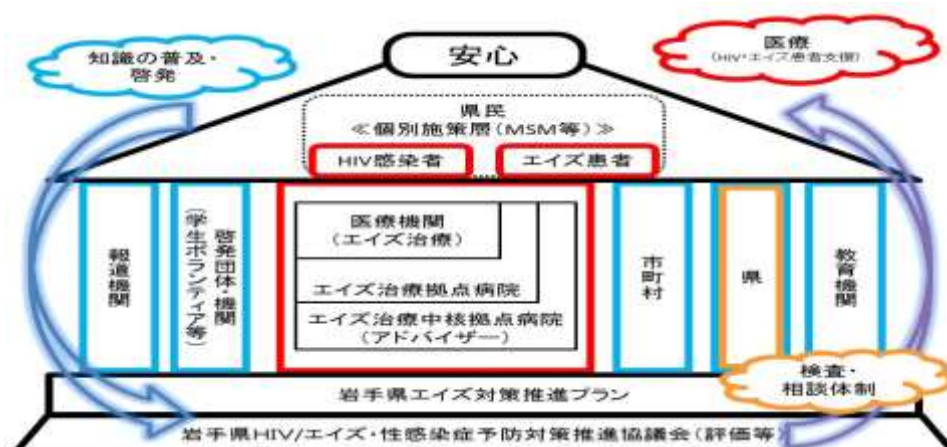 知識の普及・
啓発
安心
医療
(HIV・エイズ患者支援)
県民
≪個別施策層(MSM等)≫
HIV感染者
エイズ患者
報道機関
啓発団体・機関
(学生ボランティア等)
医療機関
(エイズ治療)
エイズ治療拠点病院
エイズ治療中核拠点病院
(アドバイザー)
市町村
県
教育機関
検査・
相談体制
岩手県エイズ対策推進プラン
岩手県HIV/エイズ・性感染症予防対策推進協議会(評価等)